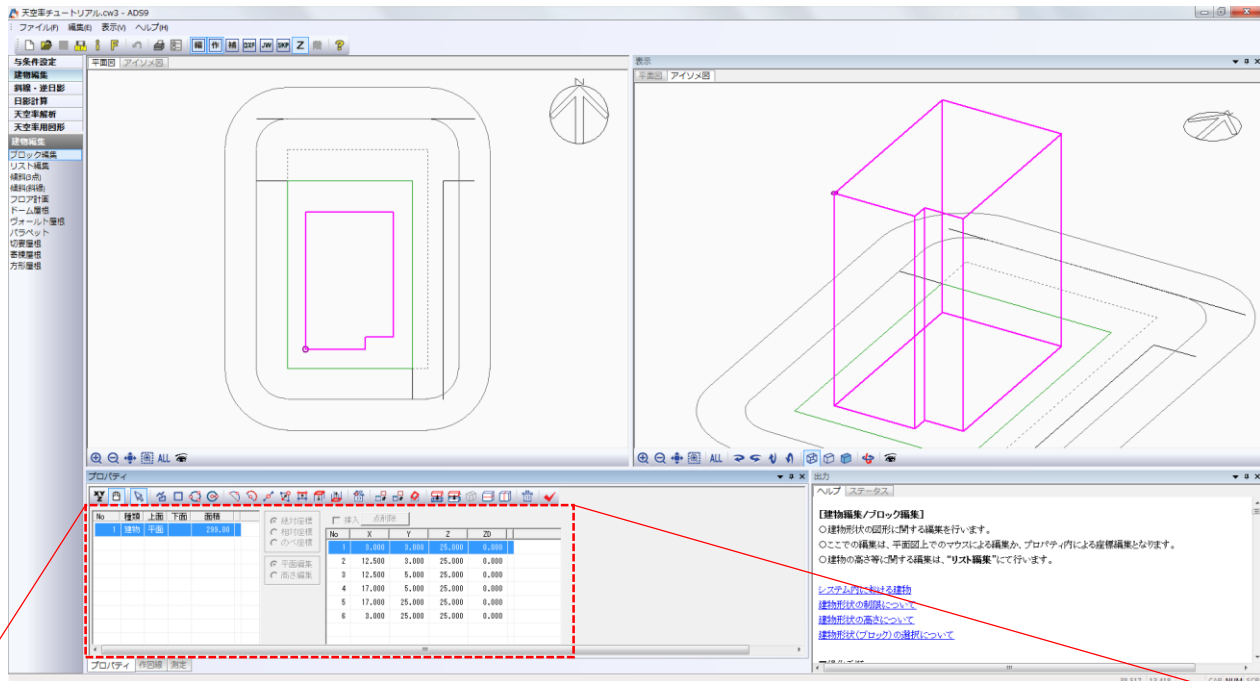 天空率チュートリアル.cw3 - ADS9
ファイル(F) 編集(E) 表示(V) ヘルプ(H)
編 作 補 DXF JW SKP Z
与条件設定
建物編集
斜線・逆日影
日影計算
天空率解析
天空率用図形
建物編集
ブロック編集
リスト編集
傾斜(3点)
傾斜(斜線)
フロア計画
ドーム屋根
ヴォールト屋根
パラペット
切妻屋根
寄棟屋根
方形屋根
平面図 アイソメ図
N
ALL
表示
平面図 アイソメ図
ALL
プロパティ
No 種類 上面 下面 面積
1 建物 平面 299.00
絶対座標
相対座標
のべ座標
平面編集
高さ編集
挿入 点削除
No X Y Z ZD
1 3.000 3.000 25.000 0.000
2 12.500 3.000 25.000 0.000
3 12.500 5.000 25.000 0.000
4 17.000 5.000 25.000 0.000
5 17.000 25.000 25.000 0.000
6 3.000 25.000 25.000 0.000
プロパティ 作図線 測定
出力
ヘルプ ステータス
[建物編集/ブロック編集]
○建物形状の図形に関する編集を行います。
○ここでの編集は、平面図上でのマウスによる編集か、プロパティ内による座標編集となります。
○建物の高さ等に関する編集は、"リスト編集"にて行います。
システム内における建物
建物形状の制限について
建物形状の高さについて
建物形状(ブロック)の選択について
CAP NUM SCR